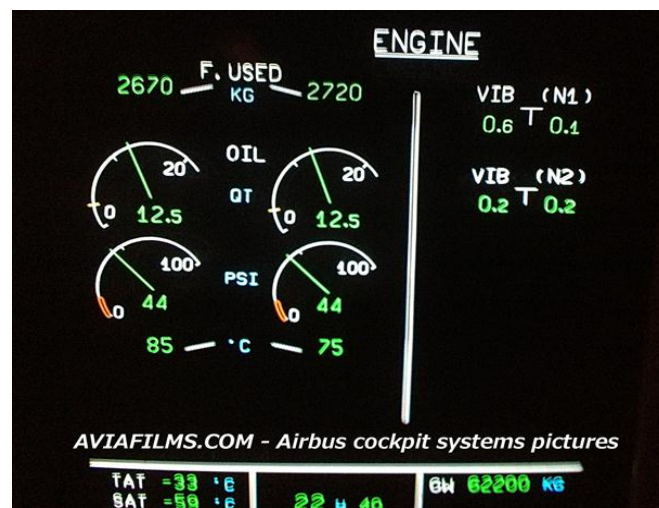 ENGINE
F. USED
2670 KG 2720
VIB (N1)
0.6 0.1
OIL
20 20
QT
0 12.5 0 12.5
VIB (N2)
0.2 0.2
100 100
PSI
0 44 0 44
85 °C 75
AVIAFILMS.COM - Airbus cockpit systems pictures
TAT -33 °C
SAT -59 °C
22 H 46
GW 62200 KG